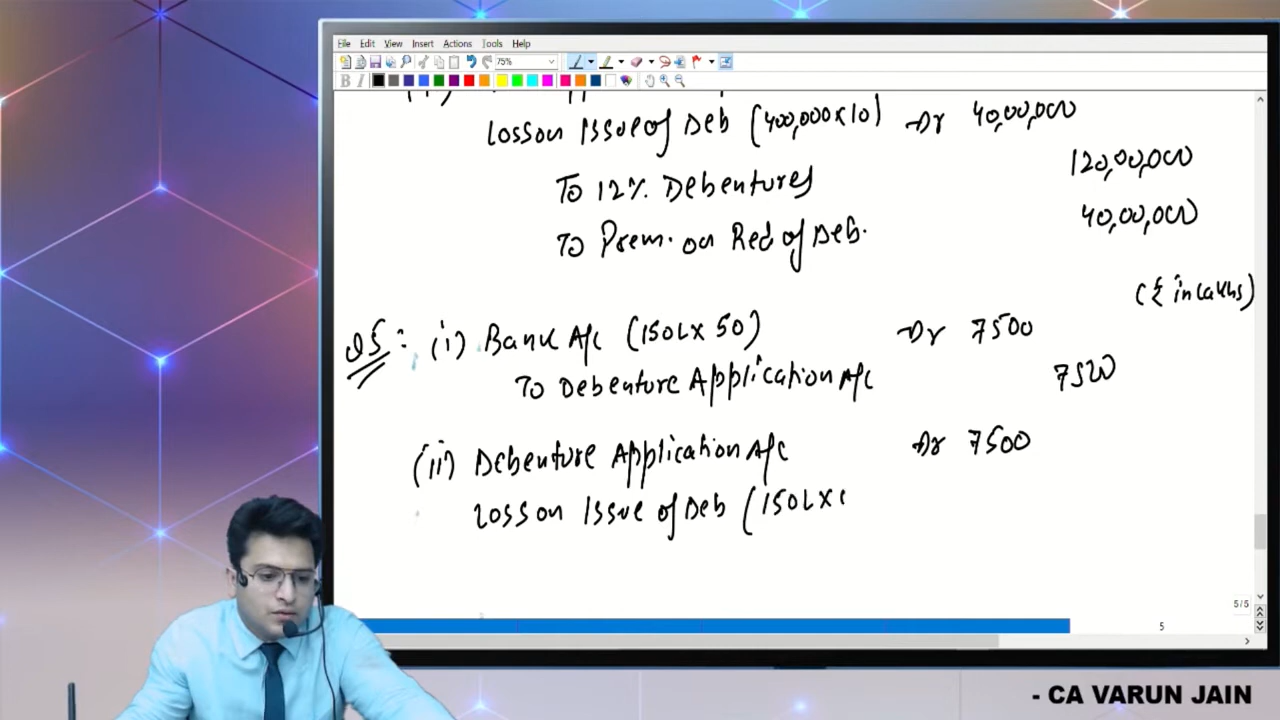 File Edit View Insert Actions Tools Help
75%
B I
Loss on Issue of Deb (400,000×10) Dr 40,00,000
To 12% Debentures 120,00,000
To Prem. on Red of Deb. 40,00,000
(₹ in Lakhs)
Q5: (i) Bank A/c (150L×50) Dr 7500
To Debenture Application A/c 7500
(ii) Debenture Application A/c Dr 7500
Loss on Issue of Deb (150L×
5/5
5
- CA VARUN JAIN